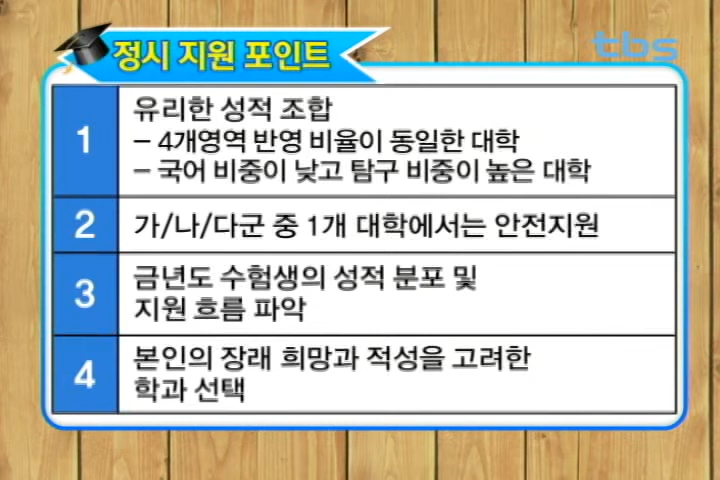 정시 지원 포인트
tbs
1
유리한 성적 조합
- 4개영역 반영 비율이 동일한 대학
- 국어 비중이 낮고 탐구 비중이 높은 대학
2
가/나/다군 중 1개 대학에서는 안전지원
3
금년도 수험생의 성적 분포 및
지원 흐름 파악
4
본인의 장래 희망과 적성을 고려한
학과 선택